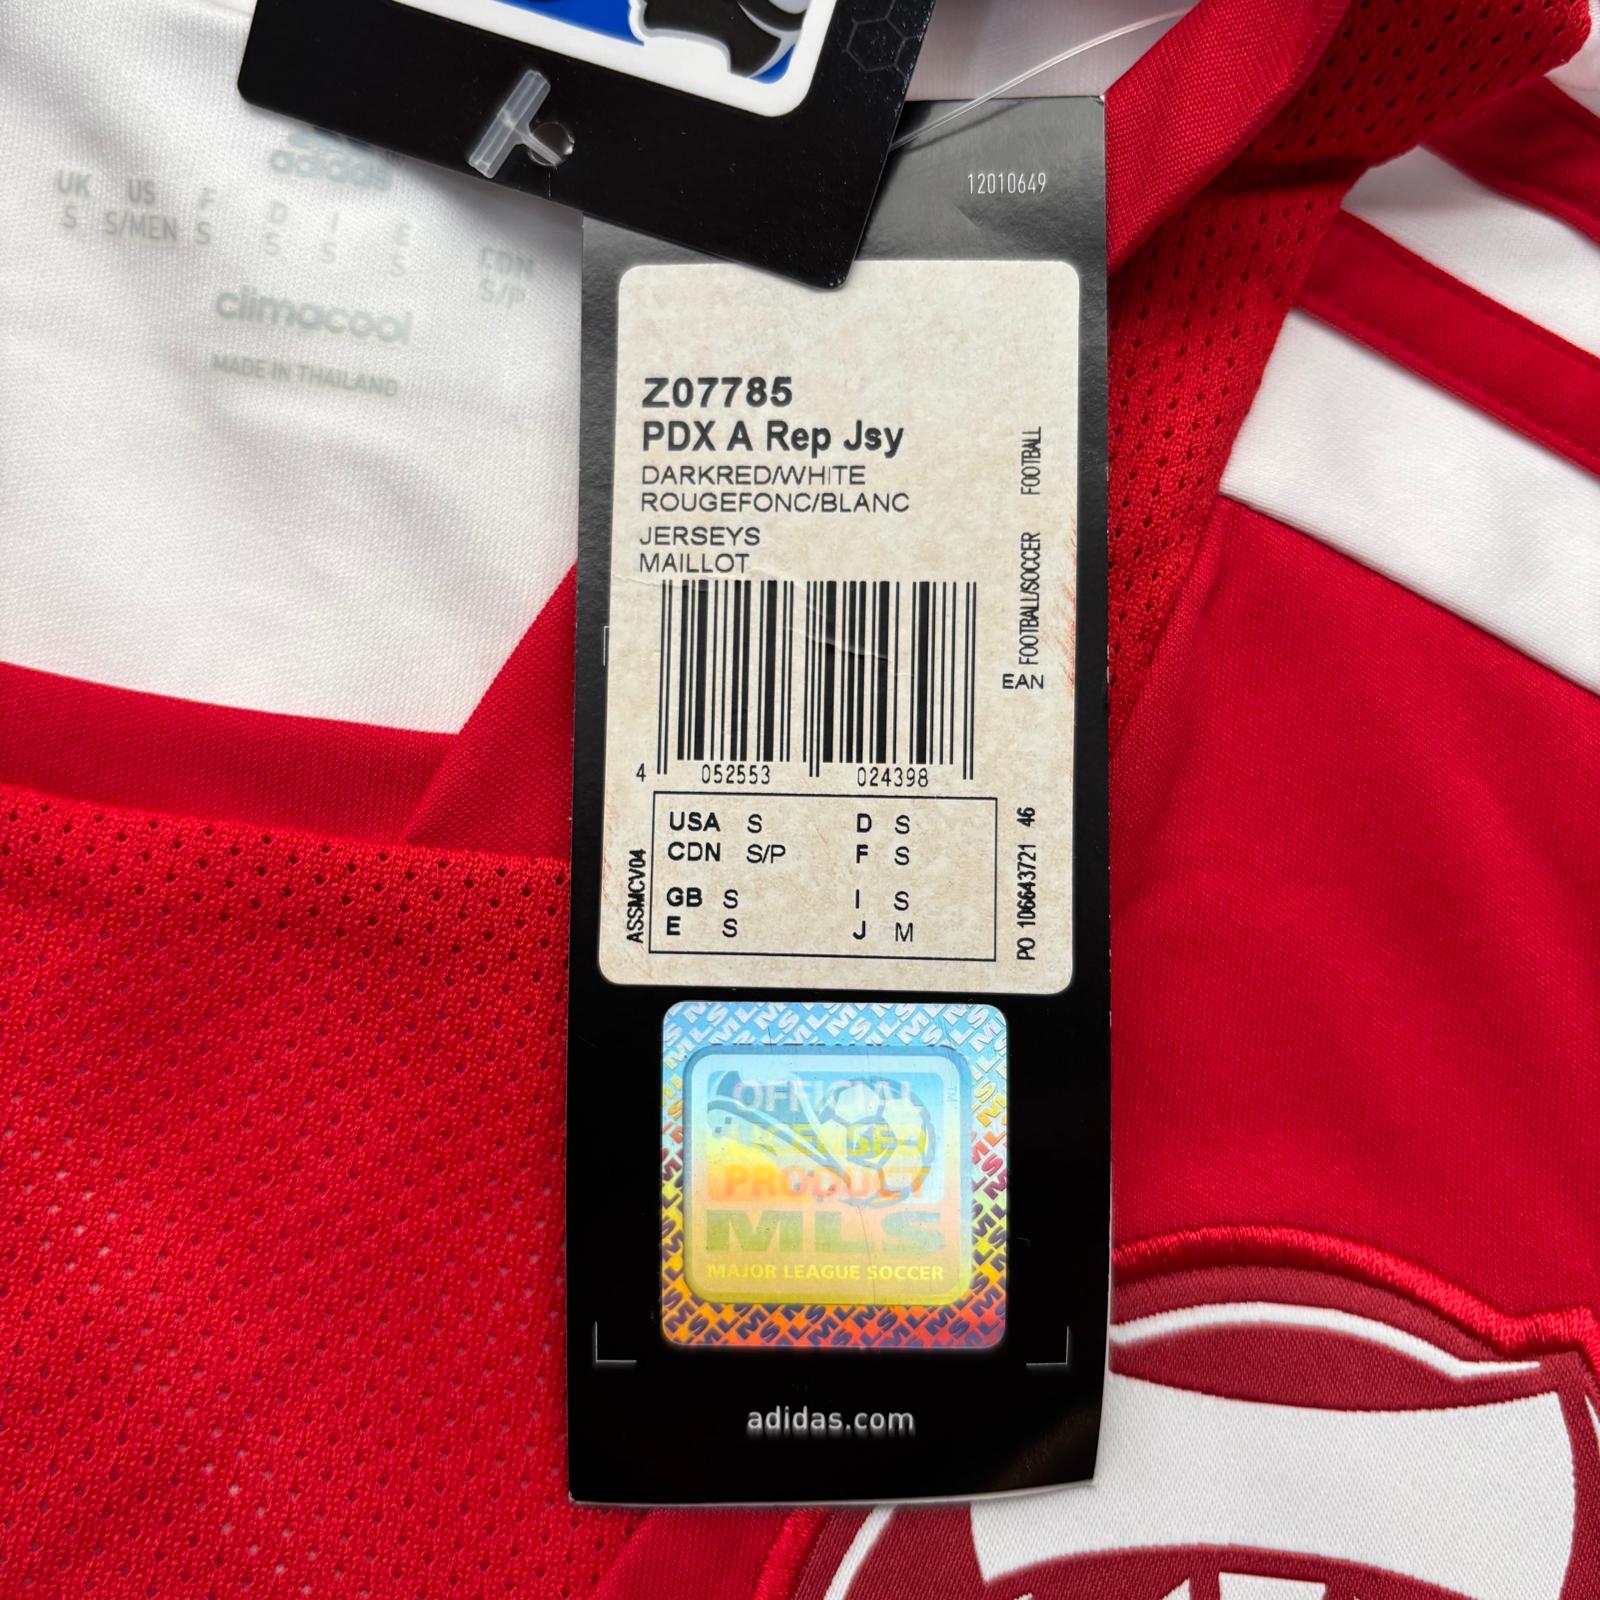 adidas
UK US F D I E CDN
S S/MEN S S S S S/P
climacool
MADE IN THAILAND
12010649
Z07785
PDX A Rep Jsy
DARKRED/WHITE
ROUGEFONC/BLANC
JERSEYS
MAILLOT
FOOTBALL/SOCCER FOOTBALL
EAN
4 052553 024398
USA S D S
CDN S/P F S
GB S I S
E S J M
ASSMCV04
PO 106643721 46
OFFICIAL
LICENSED
PRODUCT
MLS
MAJOR LEAGUE SOCCER
TM
adidas.com